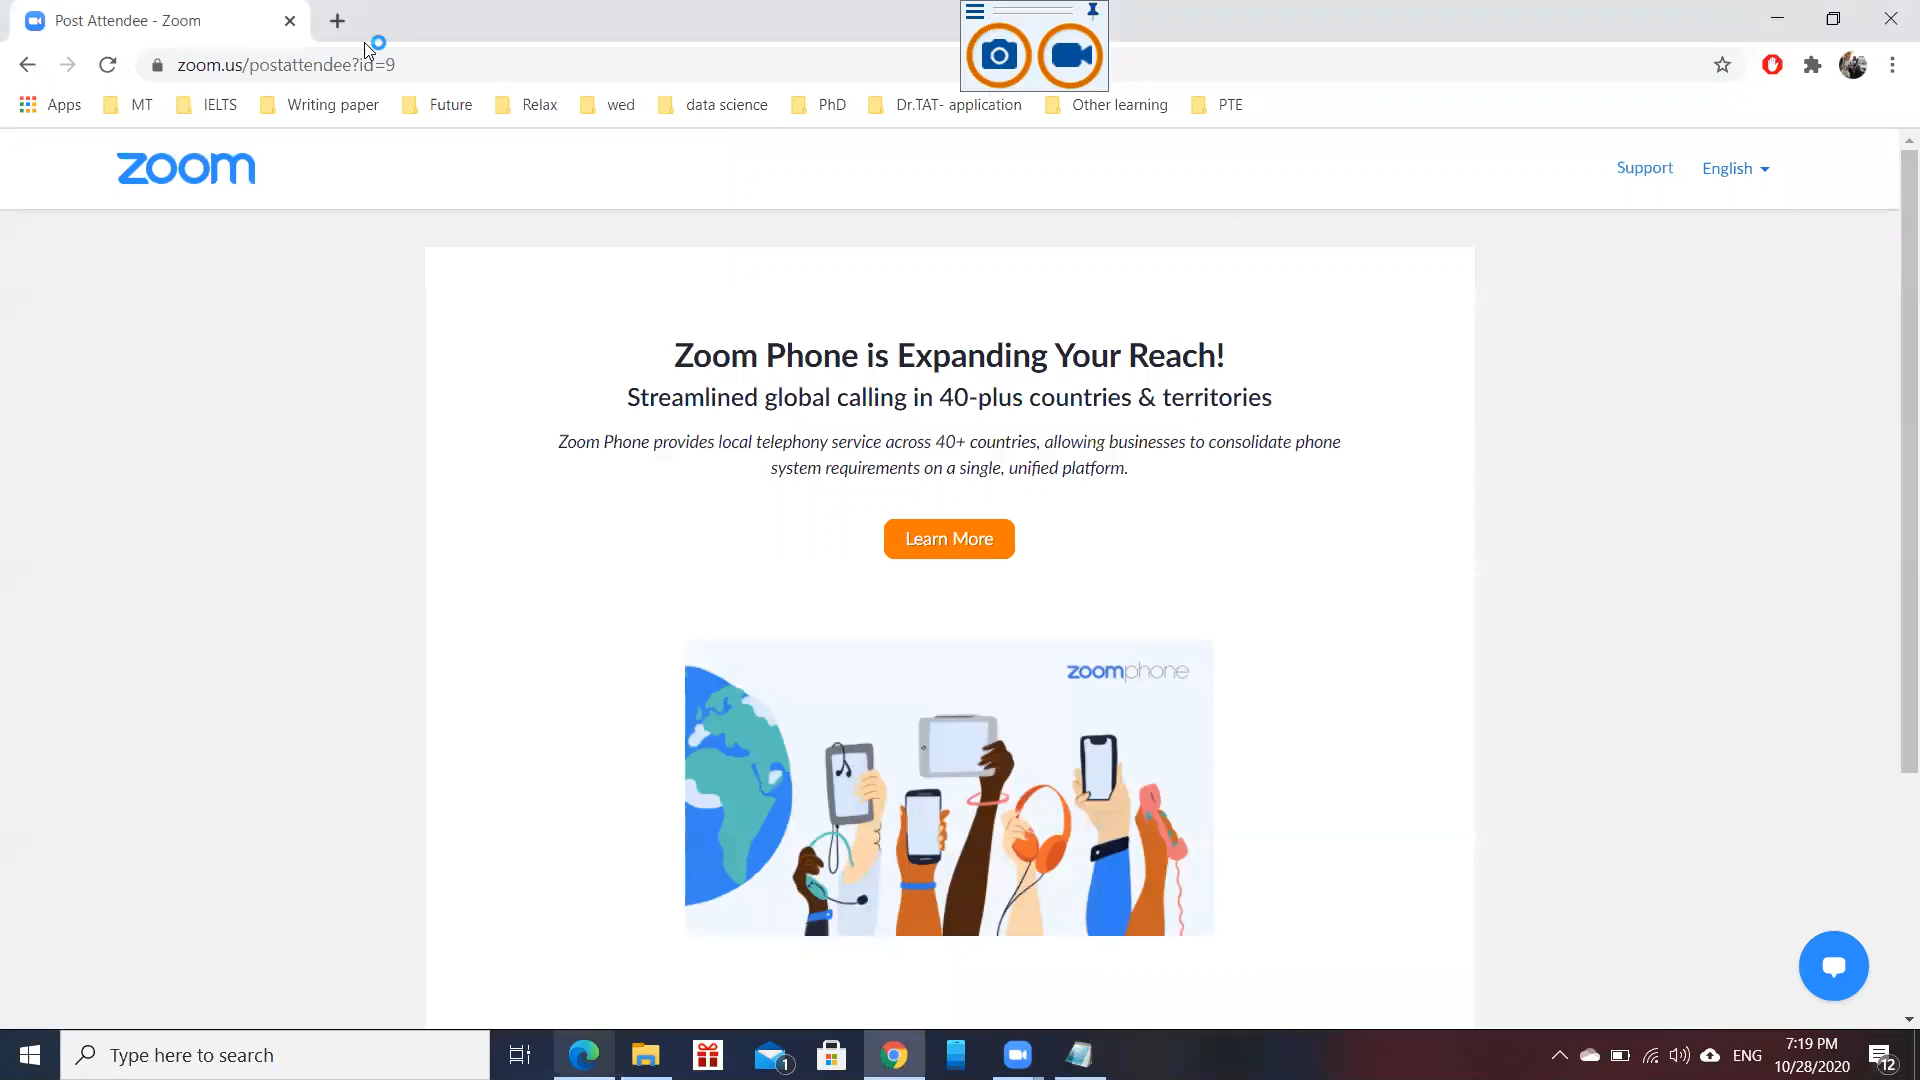 Post Attendee - Zoom
zoom.us/postattendee?id=9
Apps MT IELTS Writing paper Future Relax wed data science PhD Dr.TAT- application Other learning PTE
zoom
Support English
Zoom Phone is Expanding Your Reach!
Streamlined global calling in 40-plus countries & territories
Zoom Phone provides local telephony service across 40+ countries, allowing businesses to consolidate phone
system requirements on a single, unified platform.
Learn More
zoomphone
Type here to search
1
ENG
7:19 PM
10/28/2020
12